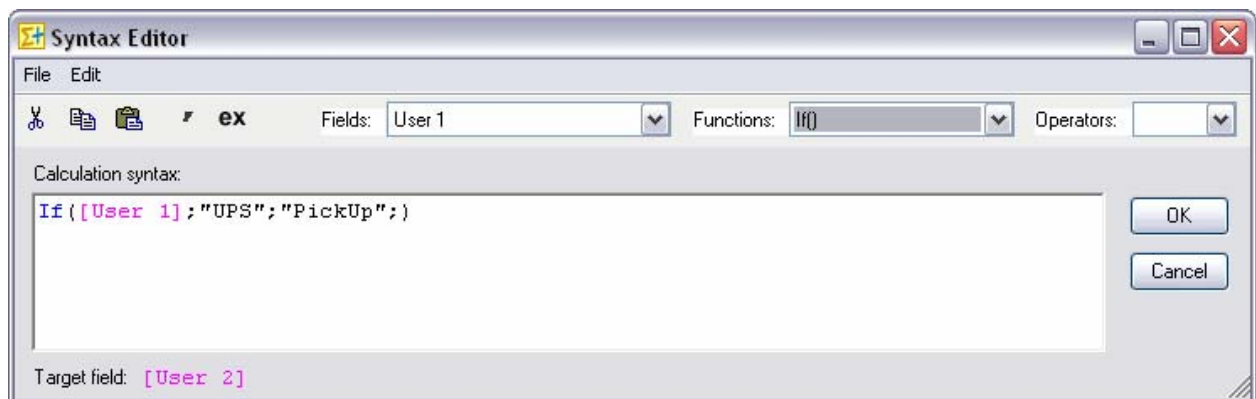 Syntax Editor
File Edit
" ex Fields: User 1 Functions: If() Operators:
Calculation syntax:
If([User 1];"UPS";"PickUp";)
OK
Cancel
Target field: [User 2]